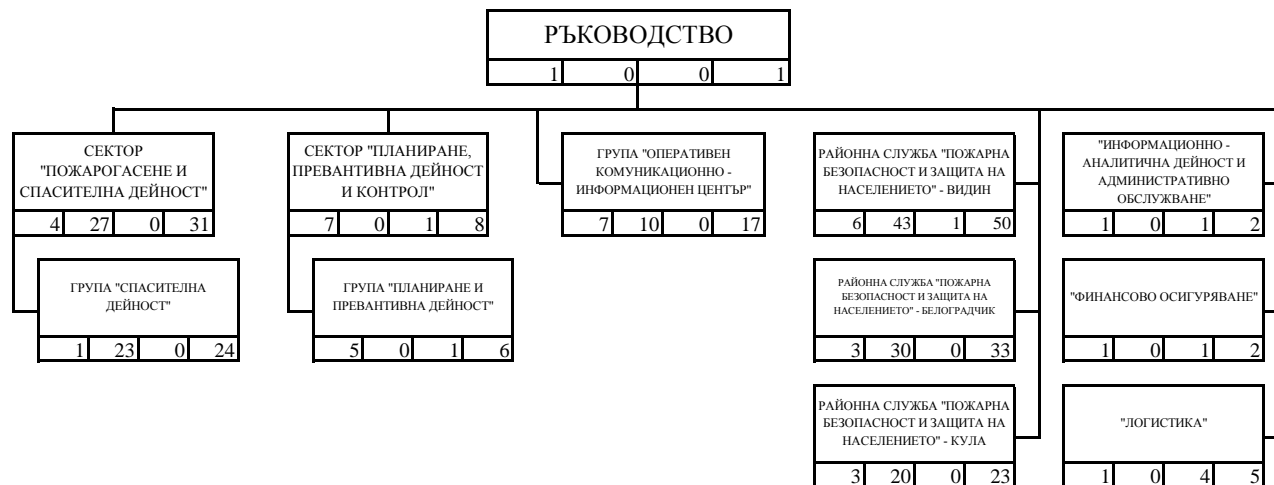 РЪКОВОДСТВО
1 0 0 1
СЕКТОР
"ПОЖАРОГАСЕНЕ И
СПАСИТЕЛНА ДЕЙНОСТ"
4 27 0 31
ГРУПА "СПАСИТЕЛНА
ДЕЙНОСТ"
1 23 0 24
СЕКТОР "ПЛАНИРАНЕ,
ПРЕВАНТИВНА ДЕЙНОСТ
И КОНТРОЛ"
7 0 1 8
ГРУПА "ПЛАНИРАНЕ И
ПРЕВАНТИВНА ДЕЙНОСТ"
5 0 1 6
ГРУПА "ОПЕРАТИВЕН
КОМУНИКАЦИОННО -
ИНФОРМАЦИОНЕН ЦЕНТЪР"
7 10 0 17
РАЙОННА СЛУЖБА "ПОЖАРНА
БЕЗОПАСНОСТ И ЗАЩИТА НА
НАСЕЛЕНИЕТО" - ВИДИН
6 43 1 50
РАЙОННА СЛУЖБА "ПОЖАРНА
БЕЗОПАСНОСТ И ЗАЩИТА НА
НАСЕЛЕНИЕТО" - БЕЛОГРАДЧИК
3 30 0 33
РАЙОННА СЛУЖБА "ПОЖАРНА
БЕЗОПАСНОСТ И ЗАЩИТА НА
НАСЕЛЕНИЕТО" - КУЛА
3 20 0 23
"ИНФОРМАЦИОННО -
АНАЛИТИЧНА ДЕЙНОСТ И
АДМИНИСТРАТИВНО
ОБСЛУЖВАНЕ"
1 0 1 2
"ФИНАНСОВО ОСИГУРЯВАНЕ"
1 0 1 2
"ЛОГИСТИКА"
1 0 4 5